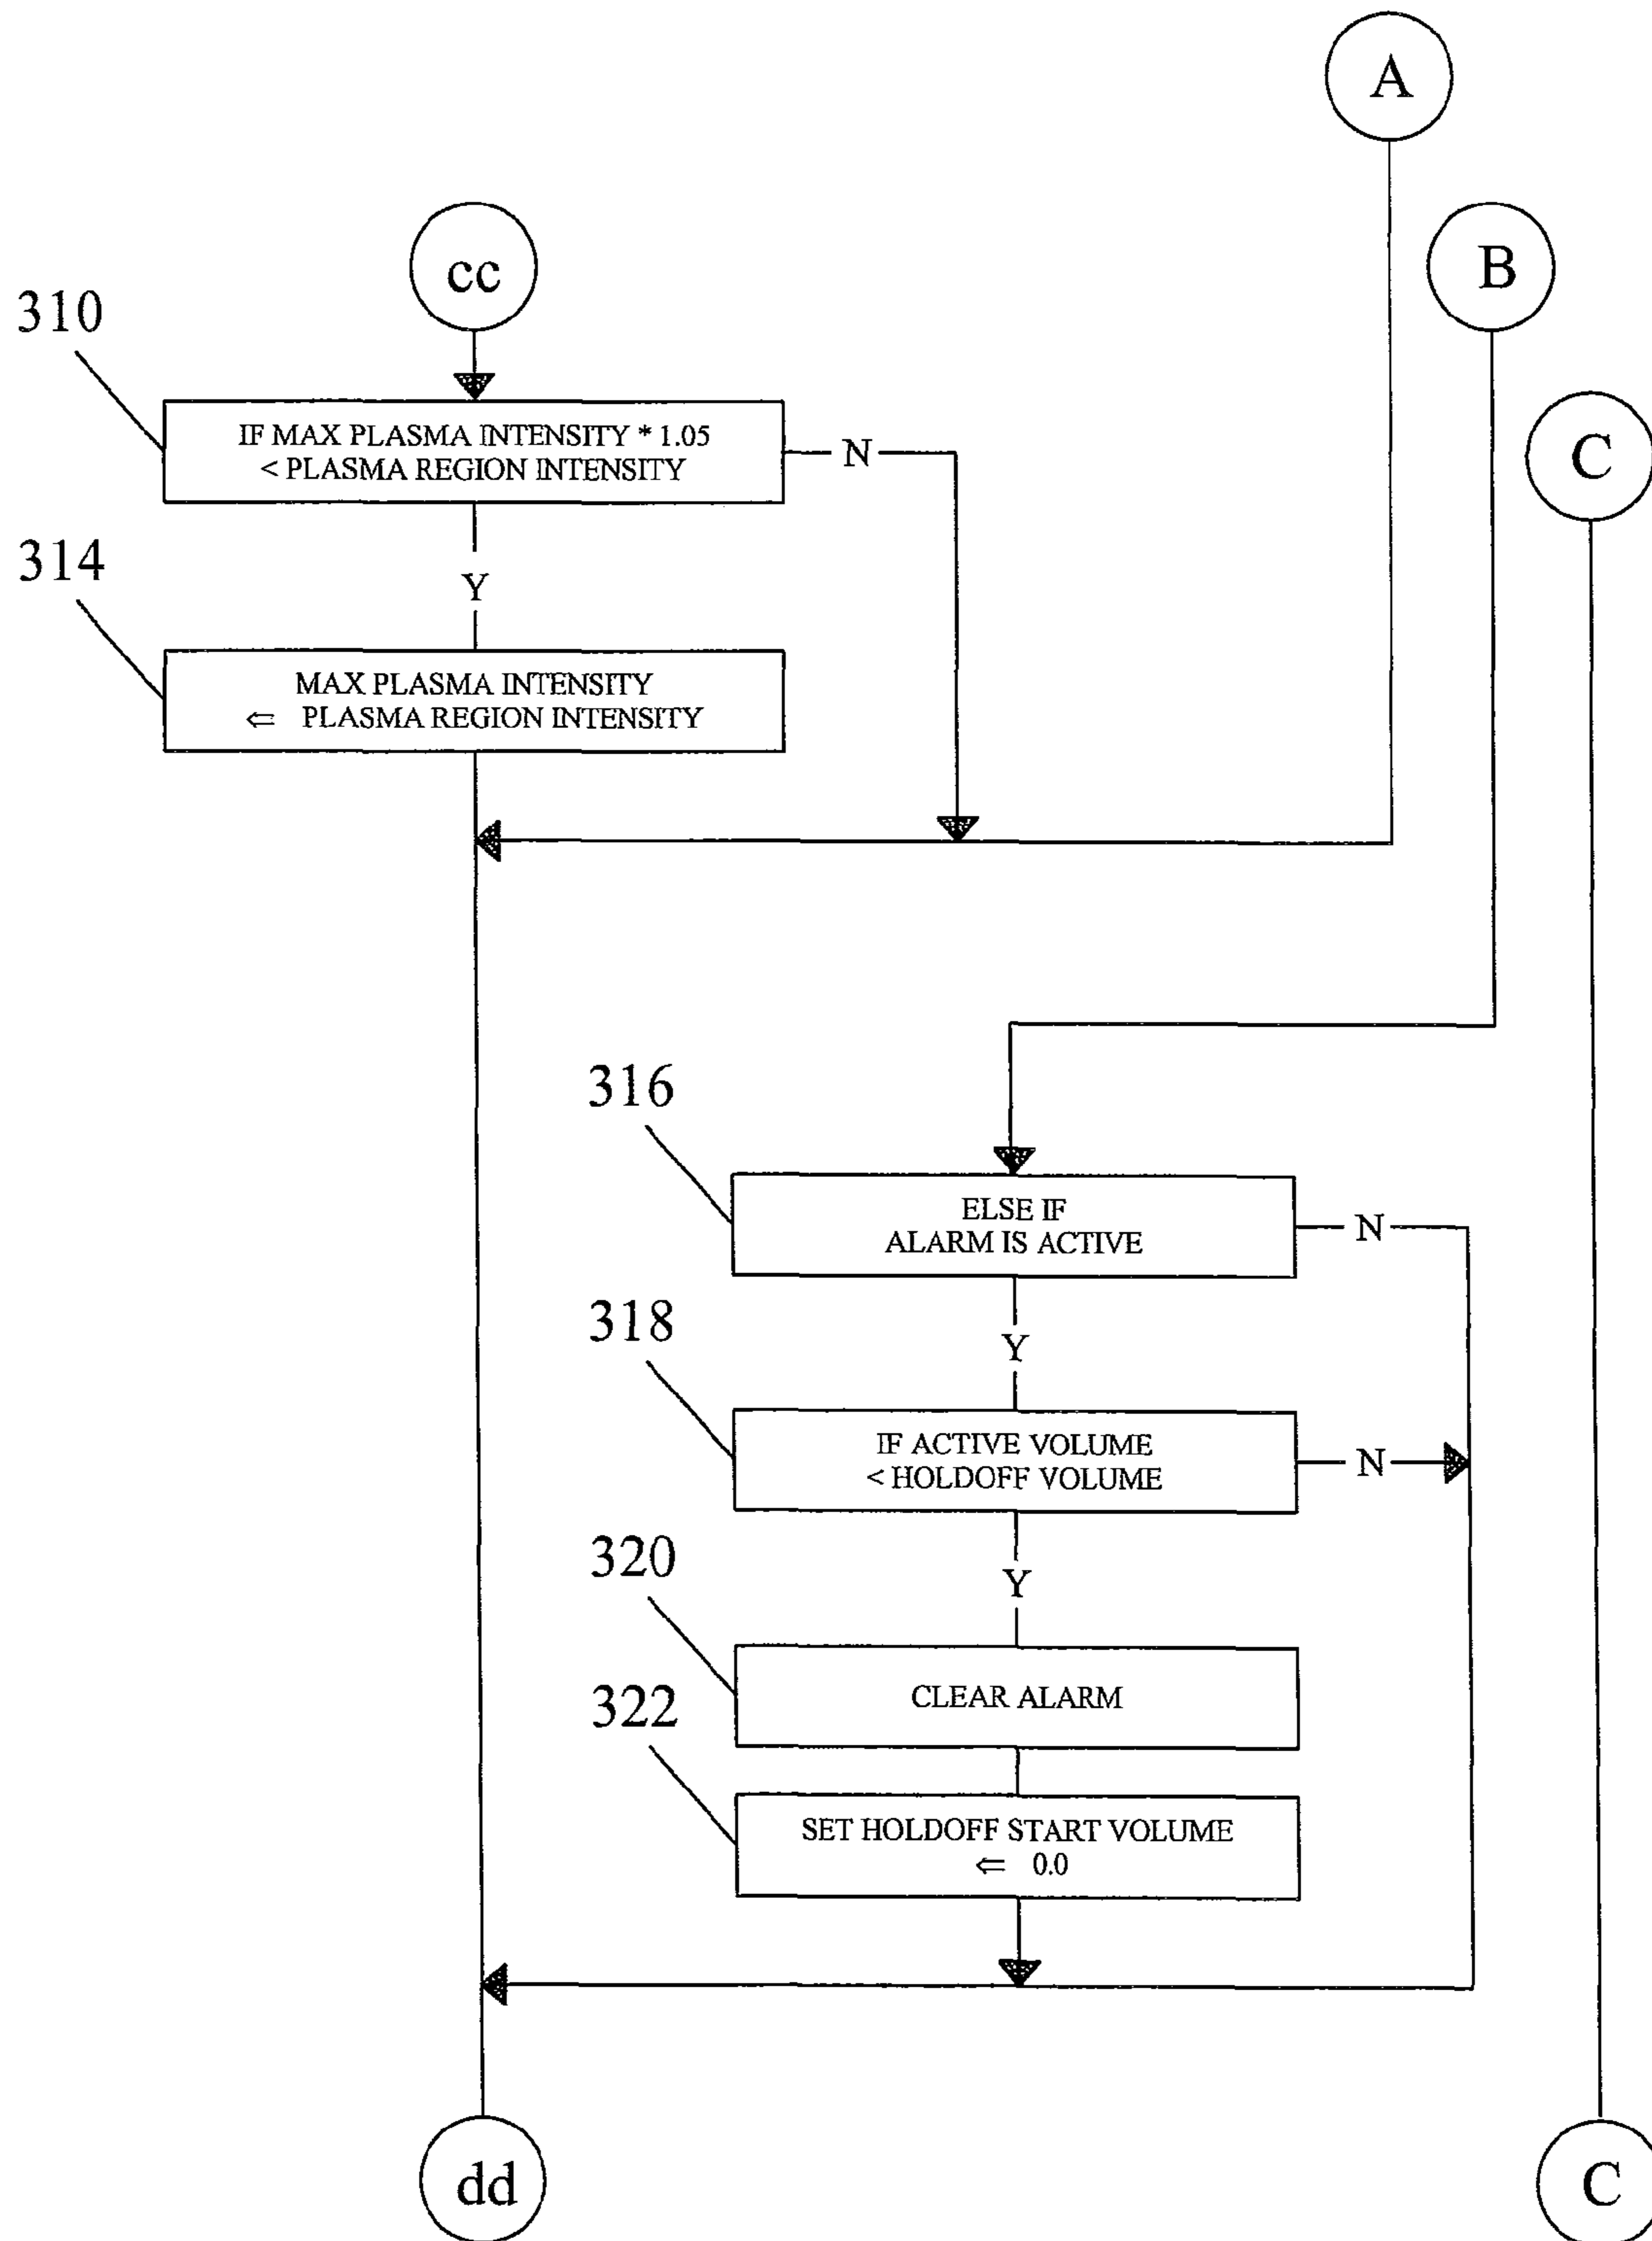 A
cc
B
310
C
IF MAX PLASMA INTENSITY * 1.05
< PLASMA REGION INTENSITY
N
314
Y
MAX PLASMA INTENSITY
⇐ PLASMA REGION INTENSITY
316
ELSE IF
ALARM IS ACTIVE
N
318
Y
IF ACTIVE VOLUME
< HOLDOFF VOLUME
N
320
Y
CLEAR ALARM
322
SET HOLDOFF START VOLUME
⇐ 0.0
dd
C